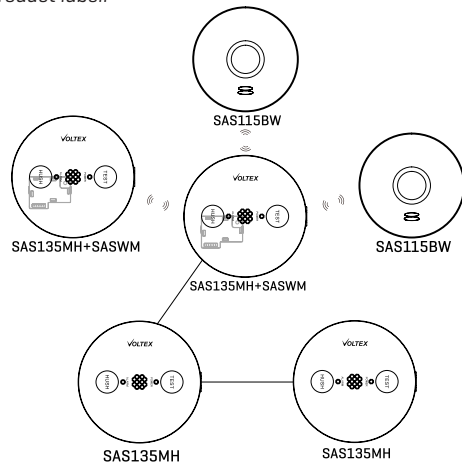 product label.
SAS115BW
VOLTEX
HUSH
TEST
SAS135MH+SASWM
VOLTEX
HUSH
TEST
SAS135MH+SASWM
SAS115BW
VOLTEX
HUSH
TEST
SAS135MH
VOLTEX
HUSH
TEST
SAS135MH